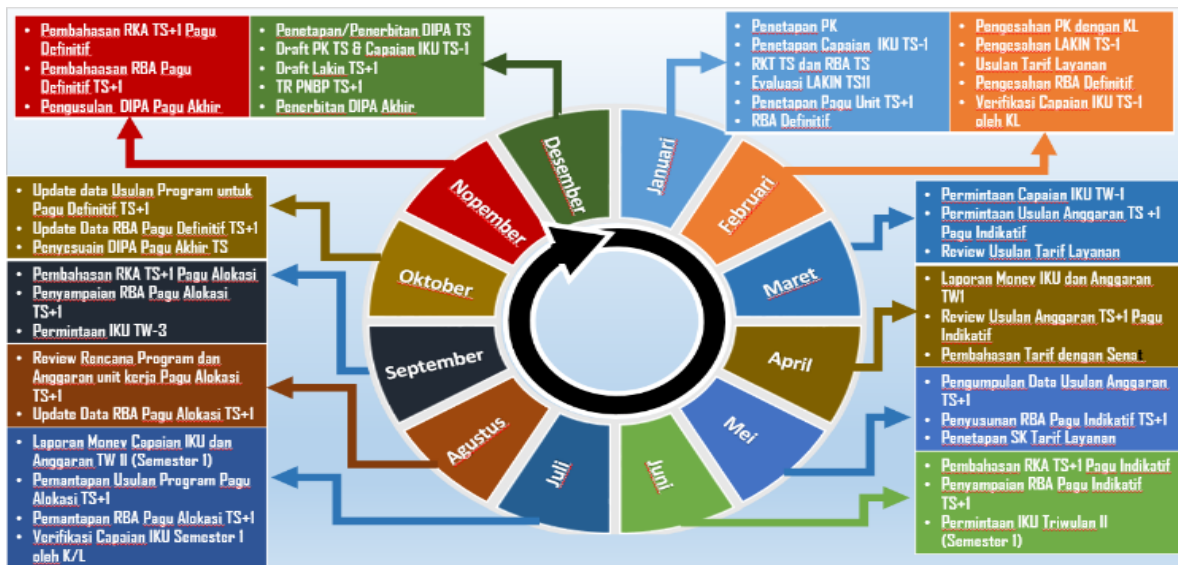 • Pembahasan RKA TS+1 Pagu
Definitif
• Pembahaasan RBA Pagu
Definitif TS+1
• Pengusulan DIPA Pagu Akhir
• Penetapan/Penerbitan DIPA TS
• Draft PK TS & Capaian IKU TS-1
• Draft Lakin TS+1
• TR PNBP TS+1
• Penerbitan DIPA Akhir
• Penetapan PK
• Penetapan Capaian IKU TS-1
• RKT TS dan RBA TS
• Evaluasi LAKIN TS11
• Penetapan Pagu Unit TS+1
• RBA Definitif
• Pengesahan PK dengan KL
• Pengesahan LAKIN TS-1
• Usulan Tarif Layanan
• Pengesahan RBA Definitif
• Verifikasi Capaian IKU TS-1
oleh KL
• Update data Usulan Program untuk
Pagu Definitif TS+1
• Update Data RBA Pagu Definitif TS+1
• Penyesuain DIPA Pagu Akhir TS
• Pembahasan RKA TS+1 Pagu Alokasi
• Penyampaian RBA Pagu Alokasi
TS+1
• Permintaan IKU TW-3
• Review Rencana Program dan
Anggaran unit kerja Pagu Alokasi
TS+1
• Update Data RBA Pagu Alokasi TS+1
• Laporan Monev Capaian IKU dan
Anggaran TW II (Semester 1)
• Pemantapan Usulan Program Pagu
Alokasi TS+1
• Pemantapan RBA Pagu Alokasi TS+1
• Verifikasi Capaian IKU Semester 1
oleh K/L
Januari
Februari
Maret
April
Mei
Juni
Juli
Agustus
September
Oktober
Nopember
Desember
• Permintaan Capaian IKU TW-1
• Permintaan Usulan Anggaran TS +1
Pagu Indikatif
• Review Usulan Tarif Layanan
• Laporan Monev IKU dan Anggaran
TW1
• Review Usulan Anggaran TS+1 Pagu
Indikatif
• Pembahasan Tarif dengan Senat
• Pengumpulan Data Usulan Anggaran
TS+1
• Penyusunan RBA Pagu Indikatif TS+1
• Penetapan SK Tarif Layanan
• Pembahasan RKA TS+1 Pagu Indikatif
• Penyampaian RBA Pagu Indikatif
TS+1
• Permintaan IKU Triwulan II
(Semester 1)